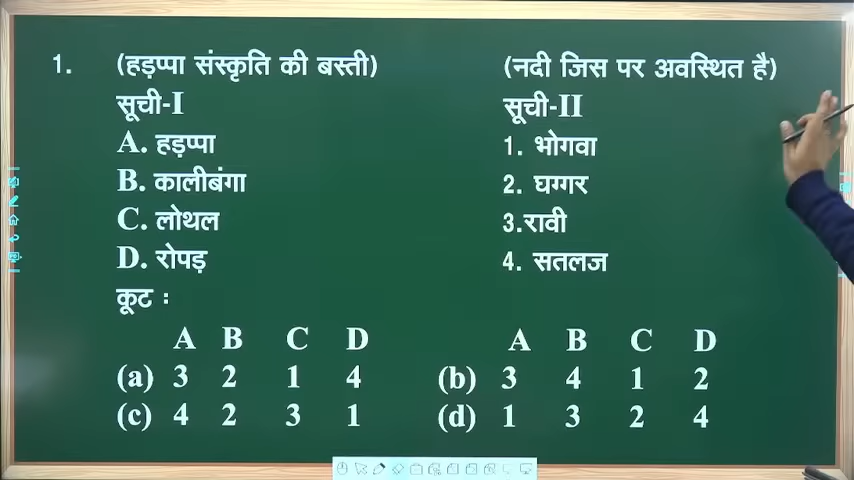 1. (हड़प्पा संस्कृति की बस्ती) (नदी जिस पर अवस्थित है)
सूची-I सूची-II
A. हड़प्पा 1. भोगवा
B. कालीबंगा 2. घग्गर
C. लोथल 3.रावी
D. रोपड़ 4. सतलज
कूट :
A B C D A B C D
(a) 3 2 1 4 (b) 3 4 1 2
(c) 4 2 3 1 (d) 1 3 2 4